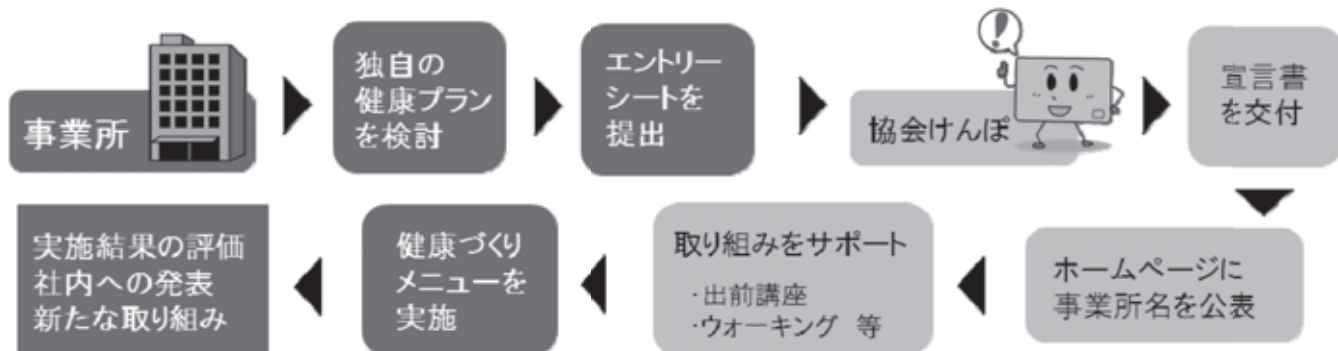 事業所
独自の
健康プラン
を検討
エントリー
シートを
提出
!
協会けんぽ
宣言書
を交付
ホームページに
事業所名を公表
取り組みをサポート
・出前講座
・ウォーキング 等
健康づくり
メニューを
実施
実施結果の評価
社内への発表
新たな取り組み